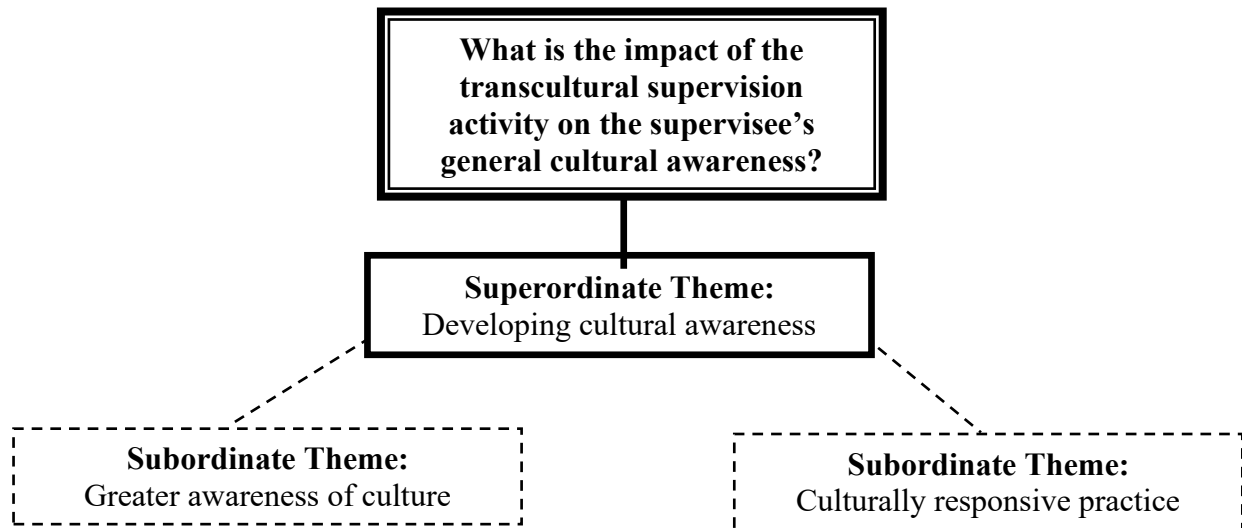 What is the impact of the
transcultural supervision
activity on the supervisee’s
general cultural awareness?
Superordinate Theme:
Developing cultural awareness
Subordinate Theme:
Greater awareness of culture
Subordinate Theme:
Culturally responsive practice